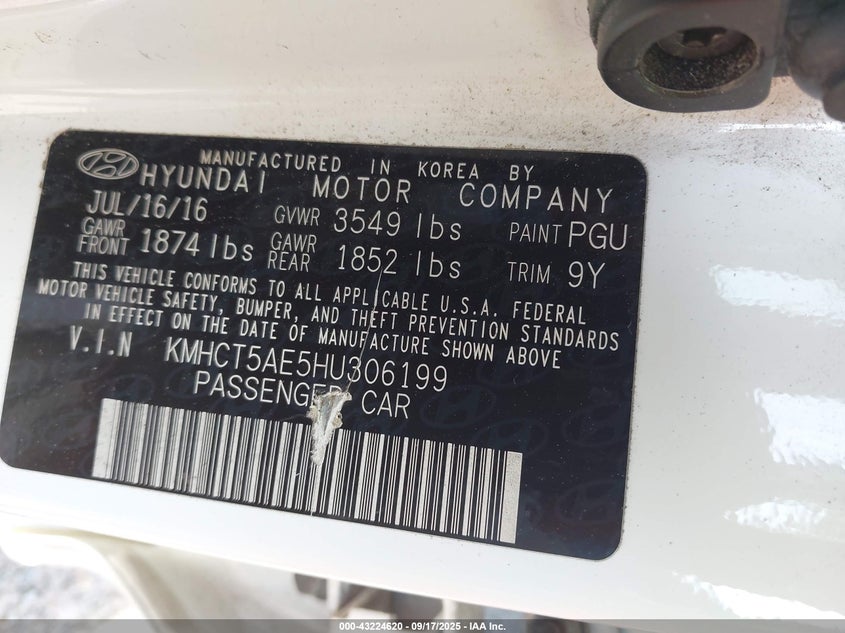 MANUFACTURED IN KOREA BY
HYUNDAI MOTOR COMPANY
JUL/16/16 GVWR 3549 lbs PAINT PGU
GAWR FRONT 1874 lbs GAWR REAR 1852 lbs TRIM 9Y
THIS VEHICLE CONFORMS TO ALL APPLICABLE U.S.A. FEDERAL
MOTOR VEHICLE SAFETY, BUMPER, AND THEFT PREVENTION STANDARDS
IN EFFECT ON THE DATE OF MANUFACTURE SHOWN ABOVE
V.I.N KMHCT5AE5HU306199
PASSENGER CAR
000-43224620 - 09/17/2025 - IAA Inc.